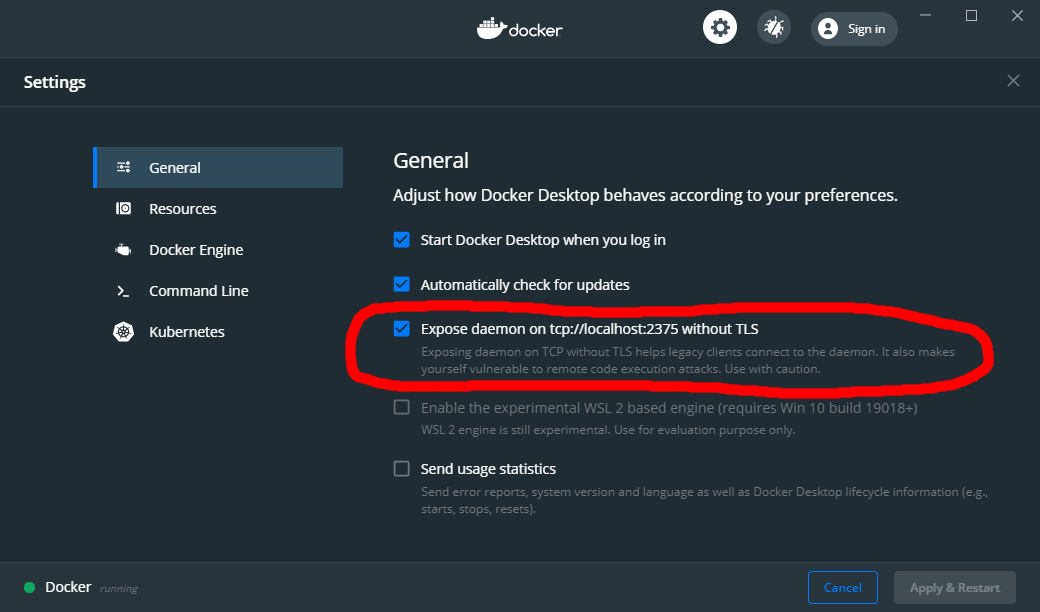 docker
Sign in
Settings
General
Resources
Docker Engine
Command Line
Kubernetes
General
Adjust how Docker Desktop behaves according to your preferences.
Start Docker Desktop when you log in
Automatically check for updates
Expose daemon on tcp://localhost:2375 without TLS
Exposing daemon on TCP without TLS helps legacy clients connect to the daemon. It also makes
yourself vulnerable to remote code execution attacks. Use with caution.
Enable the experimental WSL 2 based engine (requires Win 10 build 19018+)
WSL 2 engine is still experimental. Use for evaluation purpose only.
Send usage statistics
Send error reports, system version and language as well as Docker Desktop lifecycle information (e.g.,
starts, stops, resets).
Docker running
Cancel
Apply & Restart